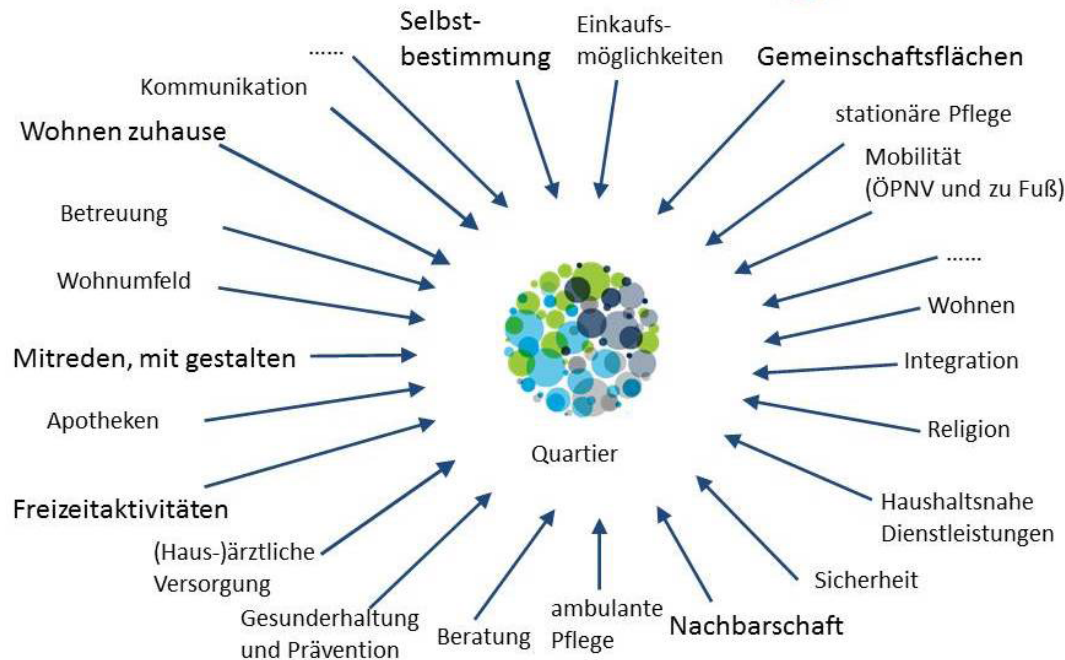 ......
Selbst-
bestimmung
Einkaufs-
möglichkeiten
Gemeinschaftsflächen
Kommunikation
stationäre Pflege
Wohnen zuhause
Mobilität
(ÖPNV und zu Fuß)
Betreuung
......
Wohnumfeld
Wohnen
Mitreden, mit gestalten
Integration
Apotheken
Religion
Quartier
Freizeitaktivitäten
Haushaltsnahe
Dienstleistungen
(Haus-)ärztliche
Versorgung
Sicherheit
Gesunderhaltung
und Prävention
Beratung
ambulante
Pflege
Nachbarschaft